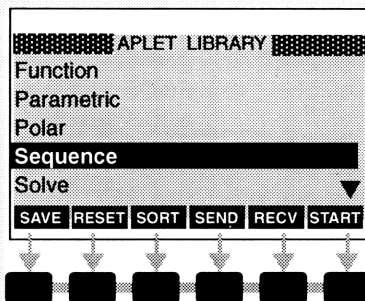 APLET LIBRARY
Function
Parametric
Polar
Sequence
Solve
SAVE RESET SORT SEND RECV START